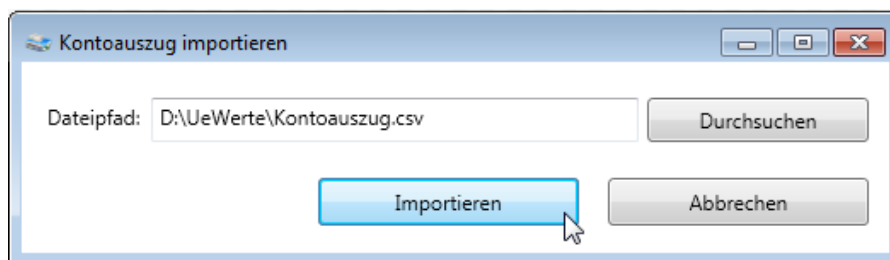 Kontoauszug importieren
Dateipfad: D:\UeWerte\Kontoauszug.csv Durchsuchen
Importieren Abbrechen